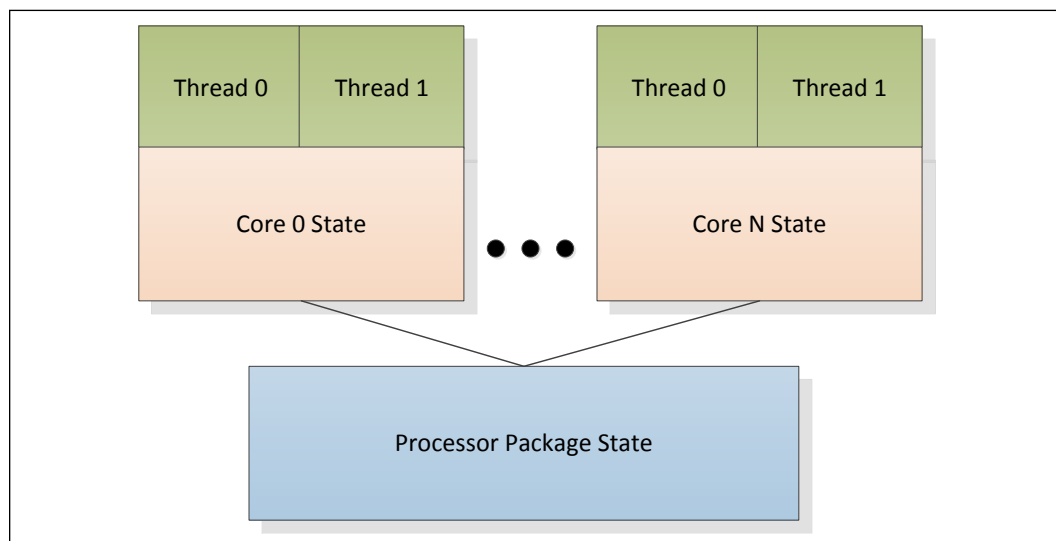 Thread 0 Thread 1 Thread 0 Thread 1
Core 0 State Core N State
Processor Package State